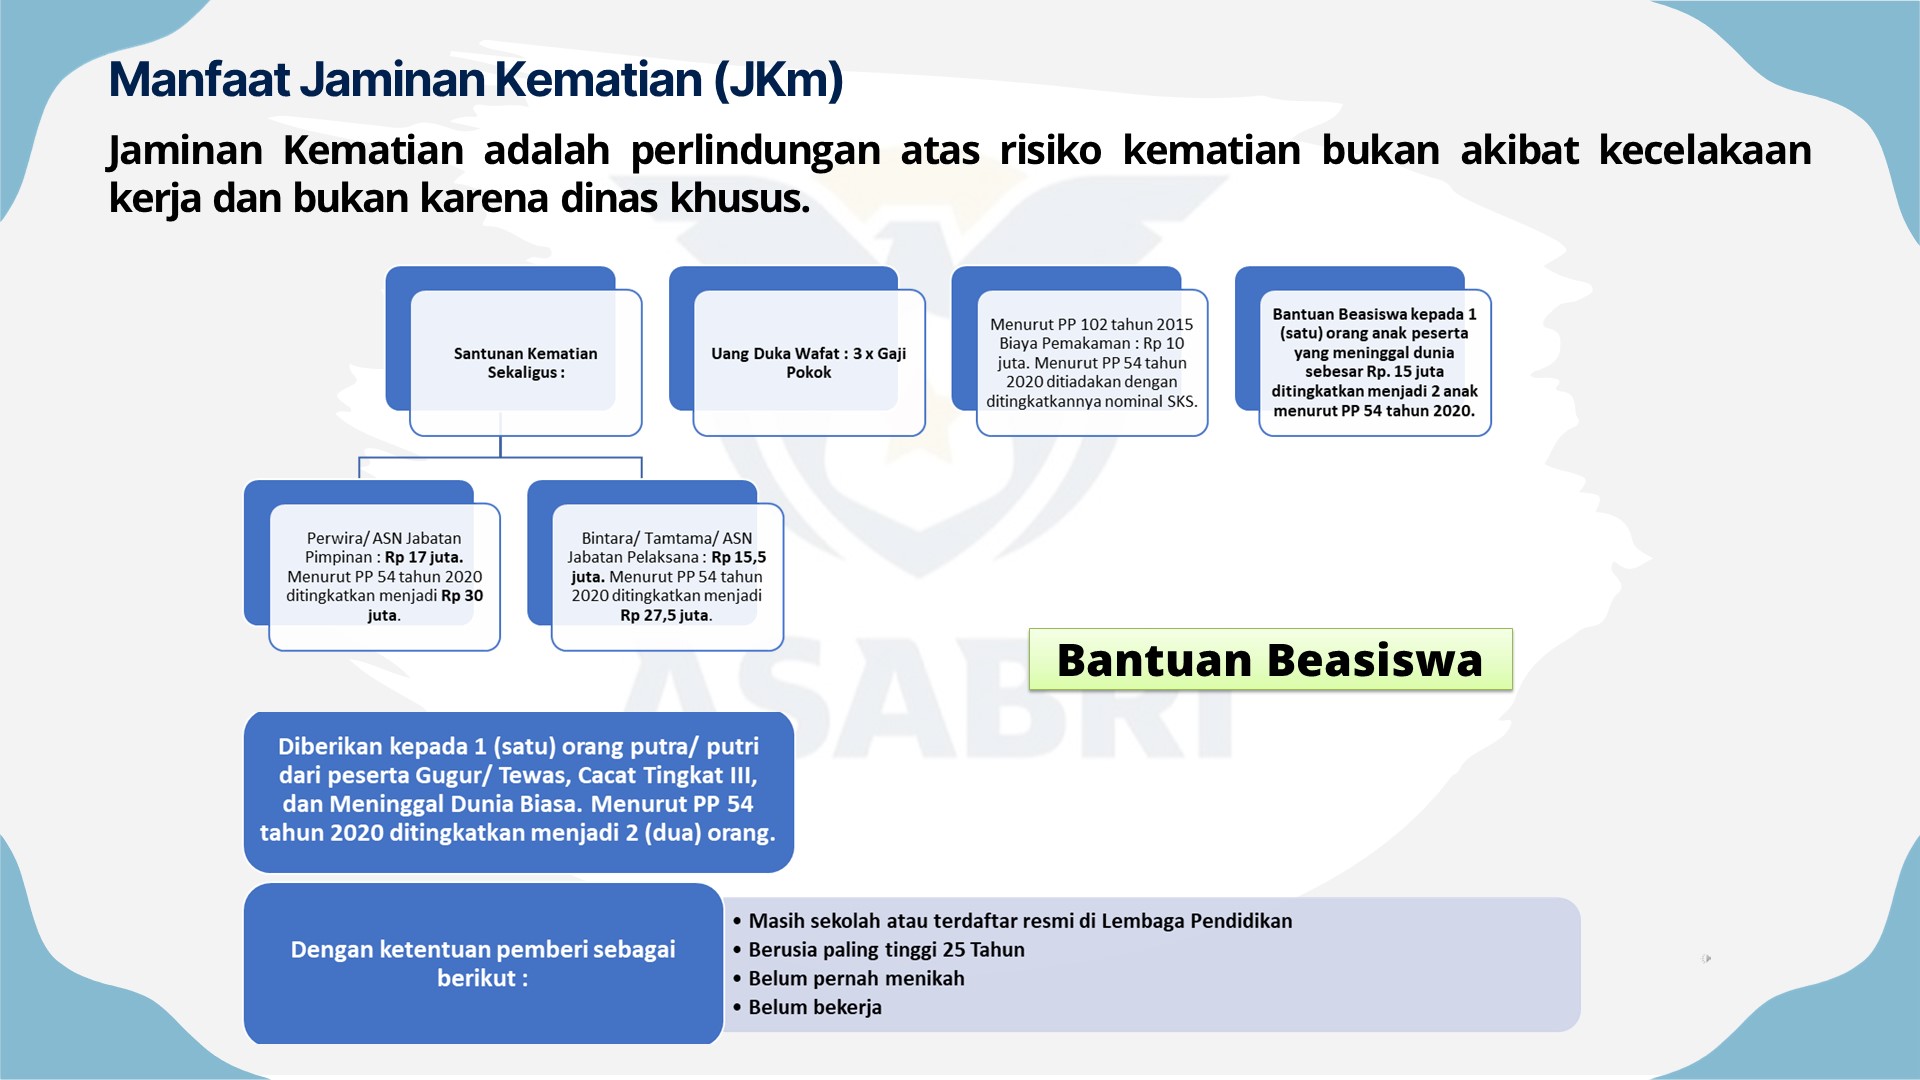 Manfaat Jaminan Kematian (JKm)
Jaminan Kematian adalah perlindungan atas risiko kematian bukan akibat kecelakaan
kerja dan bukan karena dinas khusus.
Santunan Kematian
Sekaligus :
Uang Duka Wafat : 3 x Gaji
Pokok
Menurut PP 102 tahun 2015
Biaya Pemakaman : Rp 10
juta. Menurut PP 54 tahun
2020 ditiadakan dengan
ditingkatkannya nominal SKS.
Bantuan Beasiswa kepada 1
(satu) orang anak peserta
yang meninggal dunia
sebesar Rp. 15 juta
ditingkatkan menjadi 2 anak
menurut PP 54 tahun 2020.
Perwira/ ASN Jabatan
Pimpinan : Rp 17 juta.
Menurut PP 54 tahun 2020
ditingkatkan menjadi Rp 30
juta.
Bintara/ Tamtama/ ASN
Jabatan Pelaksana : Rp 15,5
juta. Menurut PP 54 tahun
2020 ditingkatkan menjadi
Rp 27,5 juta.
Bantuan Beasiswa
ASABRI
Diberikan kepada 1 (satu) orang putra/ putri
dari peserta Gugur/ Tewas, Cacat Tingkat III,
dan Meninggal Dunia Biasa. Menurut PP 54
tahun 2020 ditingkatkan menjadi 2 (dua) orang.
Dengan ketentuan pemberi sebagai
berikut :
• Masih sekolah atau terdaftar resmi di Lembaga Pendidikan
• Berusia paling tinggi 25 Tahun
• Belum pernah menikah
• Belum bekerja